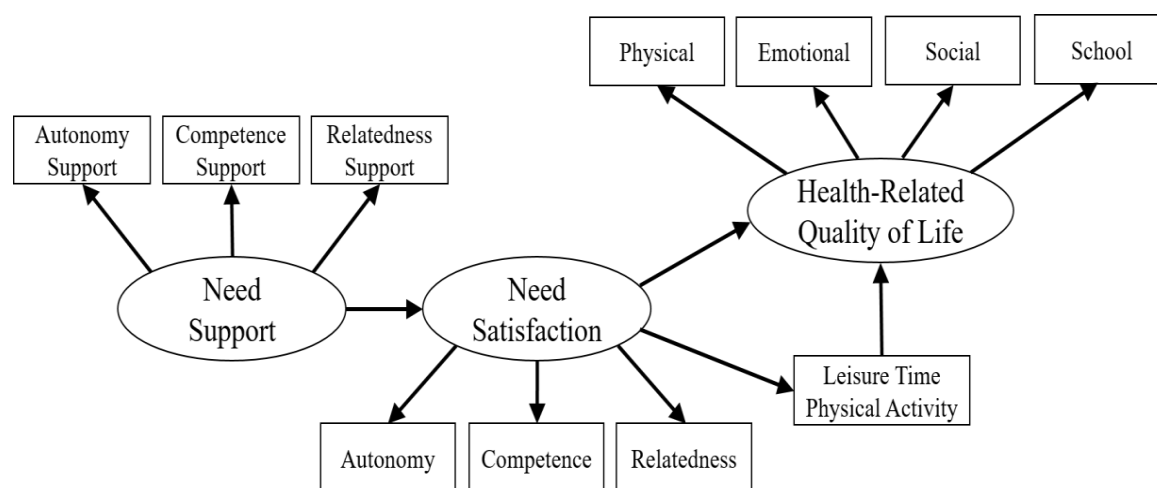 Physical
Emotional
Social
School
Autonomy
Support
Competence
Support
Relatedness
Support
Health-Related
Quality of Life
Need
Support
Need
Satisfaction
Leisure Time
Physical Activity
Autonomy
Competence
Relatedness